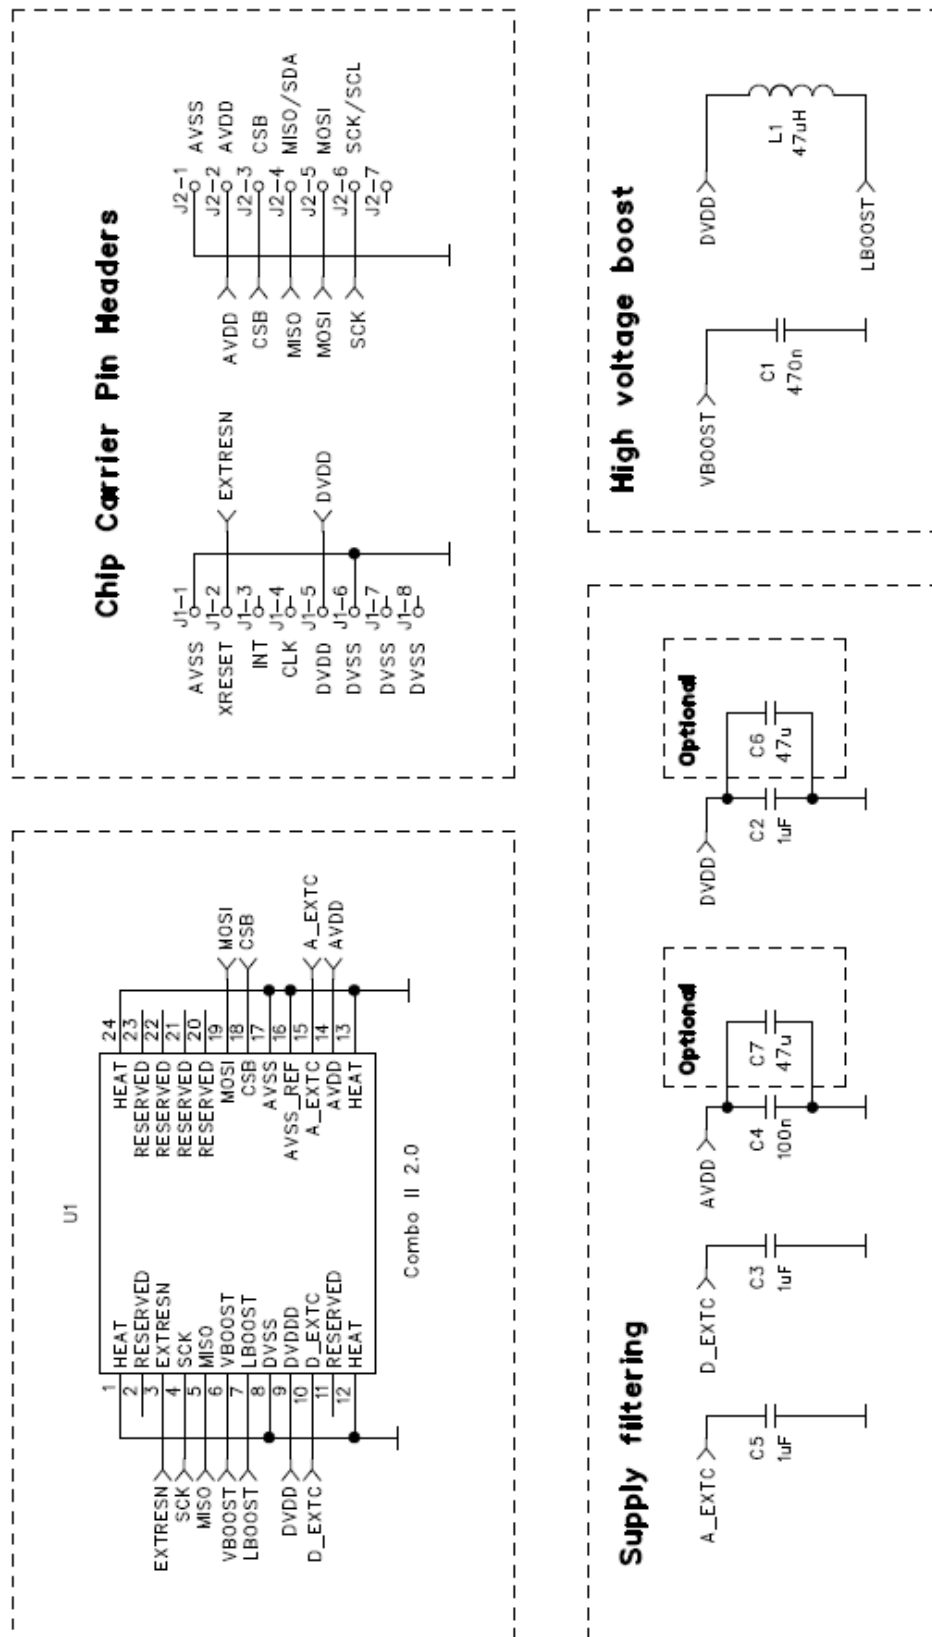 U1
1
2
3
4
5
6
7
8
9
10
11
12
HEAT
RESERVED
EXTRESN
SCK
MISO
VBOOST
LBOOST
DVSS
DVDDD
D_EXTC
RESERVED
HEAT
EXTRESN
SCK
MISO
VBOOST
LBOOST
DVDD
D_EXTC
24
23
22
21
20
19
18
17
16
15
14
13
HEAT
RESERVED
RESERVED
RESERVED
RESERVED
MOSI
CSB
AVSS
AVSS_REF
A_EXTC
AVDD
HEAT
MOSI
CSB
A_EXTC
AVDD
Combo II 2.0
Chip Carrier Pin Headers
AVSS J1-1
XRESET J1-2 EXTRESN
INT J1-3
CLK J1-4
DVDD J1-5 DVDD
DVSS J1-6
DVSS J1-7
DVSS J1-8
J2-1 AVSS
AVDD J2-2 AVDD
CSB J2-3 CSB
MISO J2-4 MISO/SDA
MOSI J2-5 MOSI
SCK J2-6 SCK/SCL
J2-7
Supply filtering
A_EXTC
C5
1uF
D_EXTC
C3
1uF
AVDD
C4
100n
Optional
C7
47u
DVDD
C2
1uF
Optional
C6
47u
High voltage boost
VBOOST
C1
470n
DVDD
L1
47uH
LBOOST